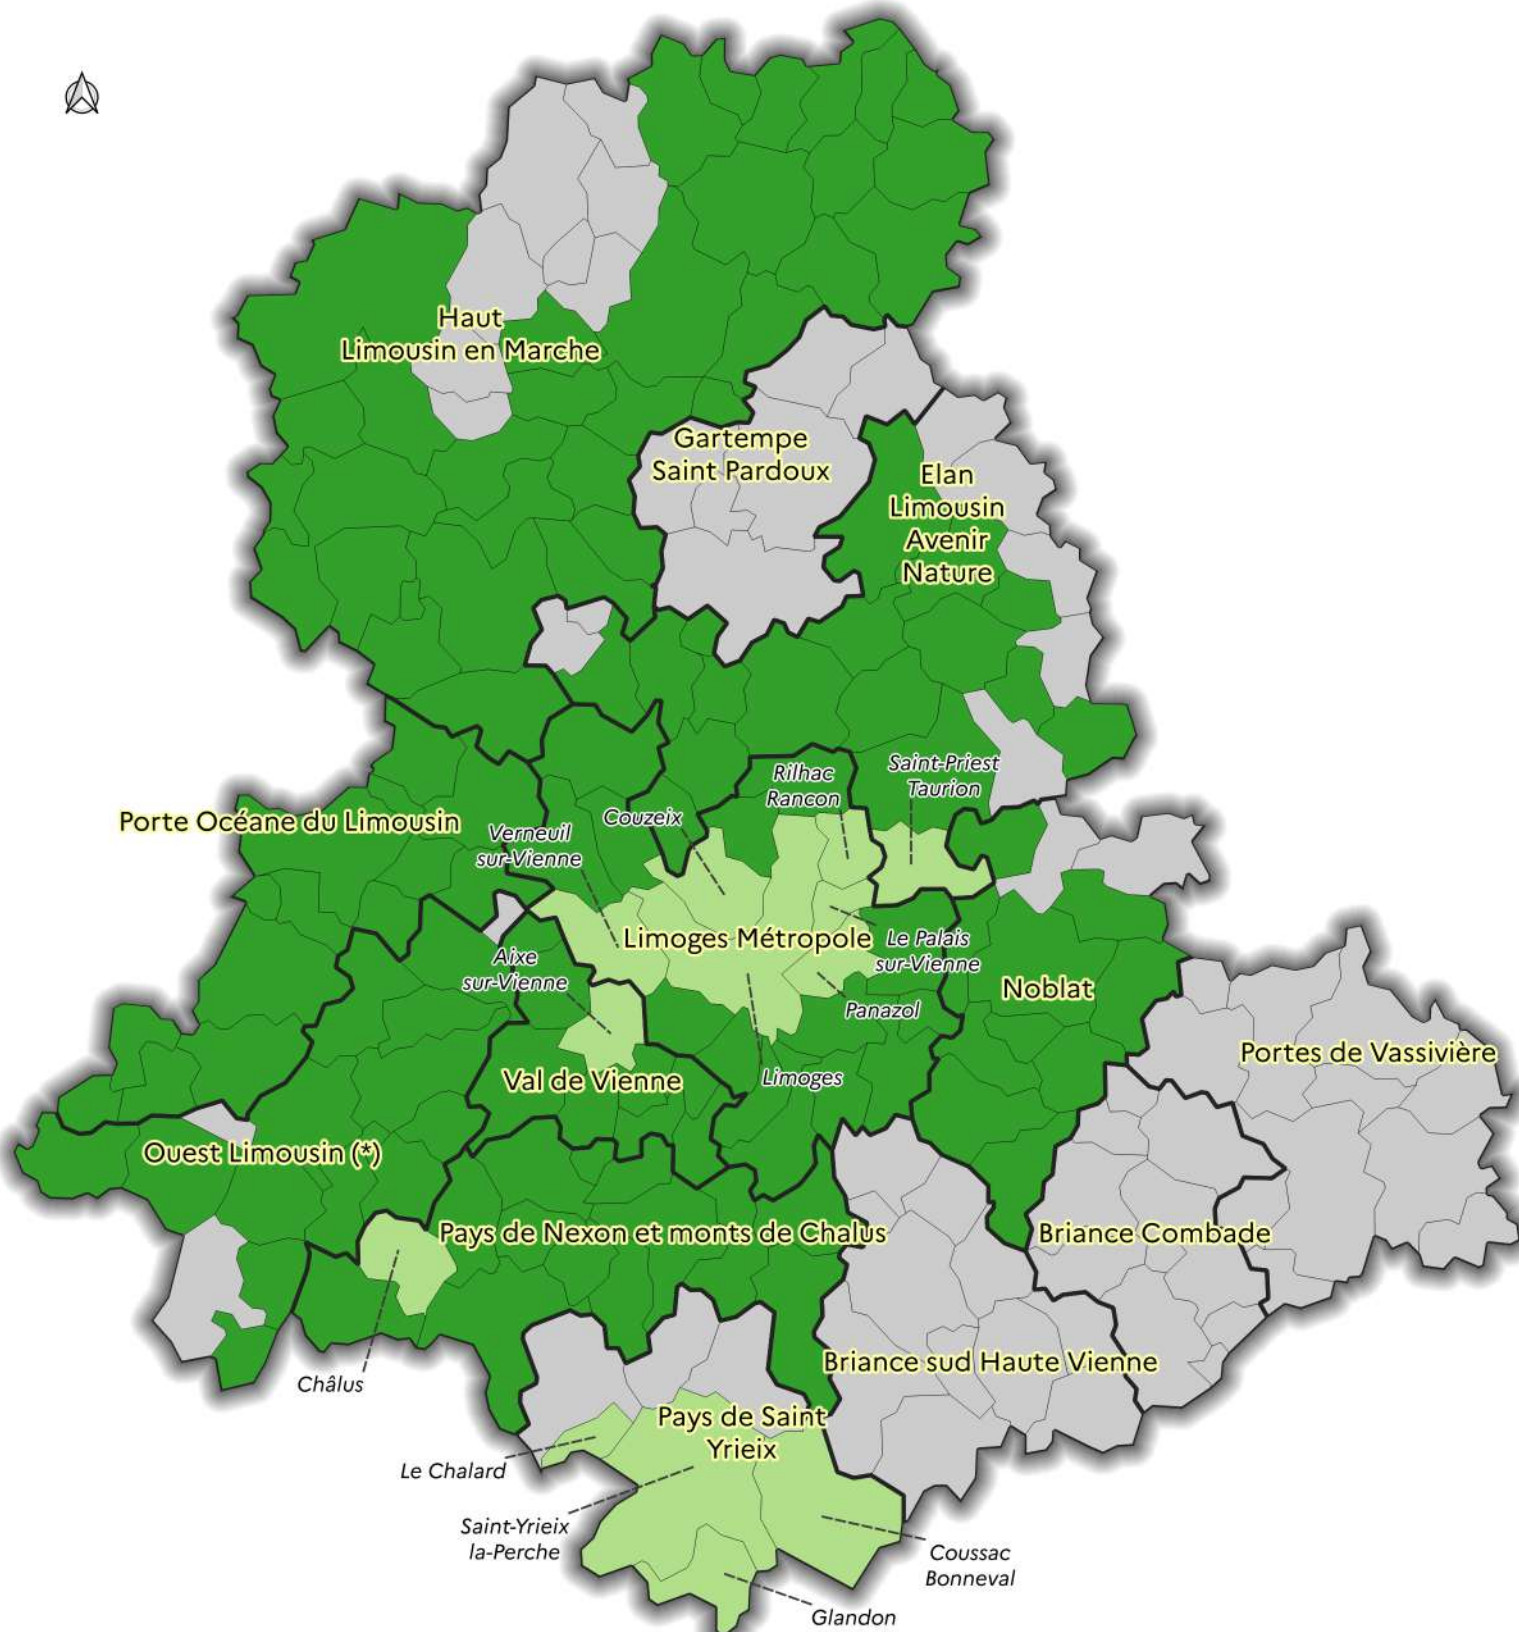 Haut
Limousin en Marche
Gartempe
Saint Pardoux
Elan
Limousin
Avenir
Nature
Rilhac
Rancon
Saint-Priest
Taurion
Porte Océane du Limousin
Couzeix
Verneuil
sur-Vienne
Limoges Métropole
Le Palais
sur-Vienne
Aixe
sur-Vienne
Noblat
Panazol
Portes de Vassivière
Val de Vienne
Limoges
Ouest Limousin (*)
Pays de Nexon et monts de Chalus
Briance Combade
Briance sud Haute Vienne
Châlus
Pays de Saint
Yrieix
Le Chalard
Saint-Yrieix
la-Perche
Coussac
Bonneval
Glandon